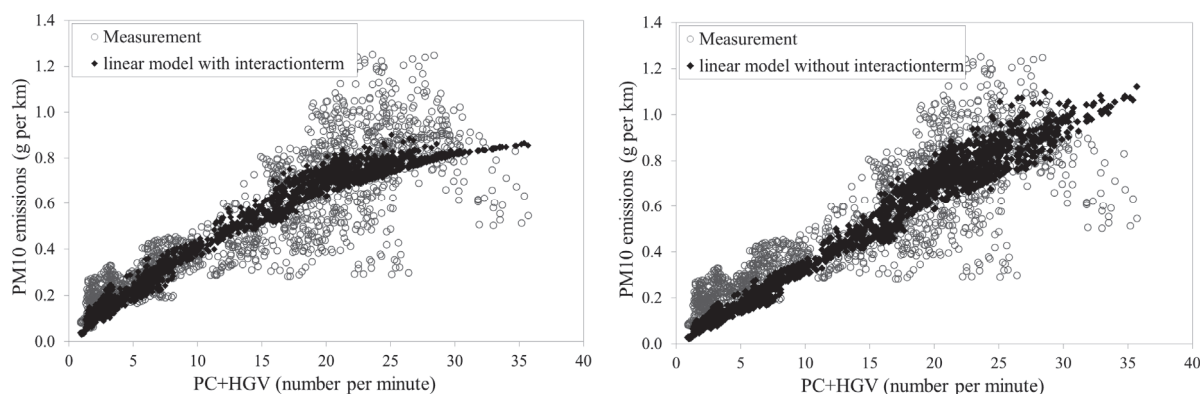 1.4
1.2
1.0
0.8
0.6
0.4
0.2
0.0
PM10 emissions (g per km)
Measurement
linear model with interactionterm
0 5 10 15 20 25 30 35 40
PC+HGV (number per minute)
1.4
1.2
1.0
0.8
0.6
0.4
0.2
0.0
PM10 emissions (g per km)
Measurement
linear model without interactionterm
0 5 10 15 20 25 30 35 40
PC+HGV (number per minute)